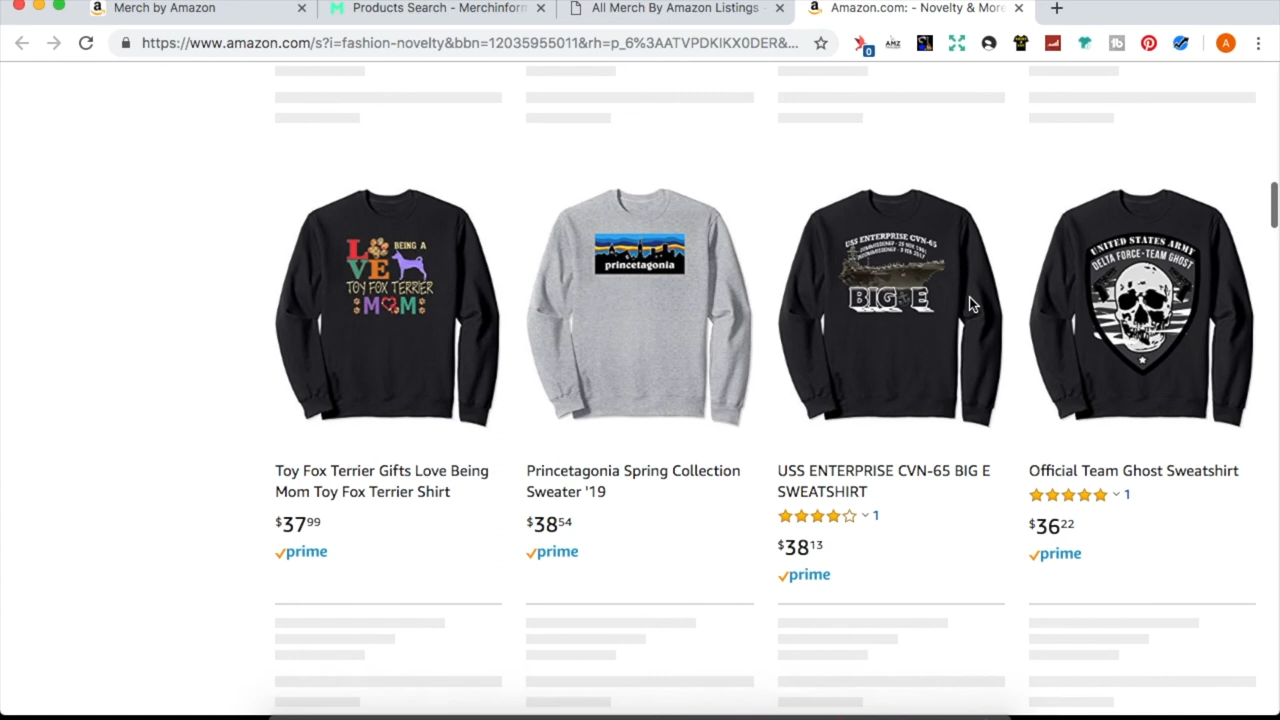 Merch by Amazon
Products Search - Merchinform
All Merch By Amazon Listings -
Amazon.com: - Novelty & More
https://www.amazon.com/s?i=fashion-novelty&bbn=12035955011&rh=p_6%3AATVPDKIKX0DER&...
0
AMZ
A
LOVE BEING A
TOY FOX TERRIER
MOM
princetagonia
USS ENTERPRISE CVN-65
BIG E
UNITED STATES ARMY
DELTA FORCE - TEAM GHOST
Toy Fox Terrier Gifts Love Being
Mom Toy Fox Terrier Shirt
$37.99
prime
Princetagonia Spring Collection
Sweater '19
$38.54
prime
USS ENTERPRISE CVN-65 BIG E
SWEATSHIRT
1
$38.13
prime
Official Team Ghost Sweatshirt
1
$36.22
prime